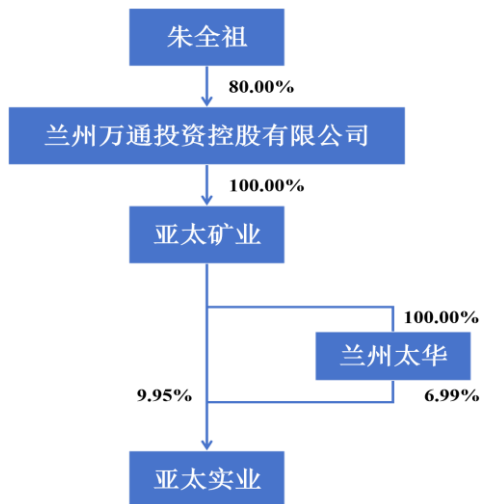 朱全祖
80.00%
兰州万通投资控股有限公司
100.00%
亚太矿业
100.00%
兰州太华
9.95%
6.99%
亚太实业